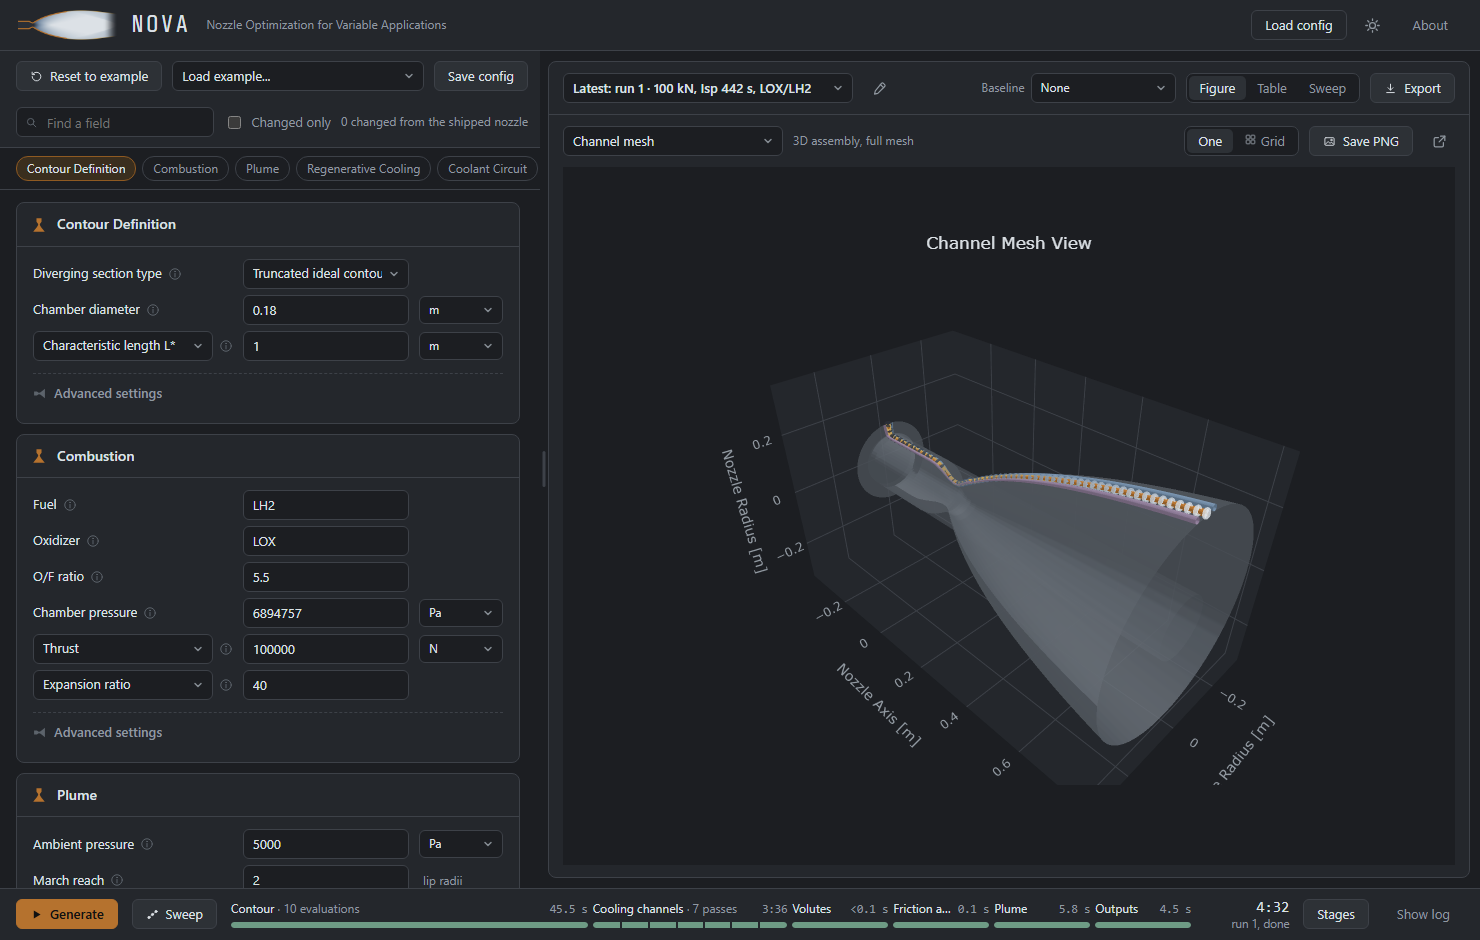 NOVA
Nozzle Optimization for Variable Applications
Load config
About
Reset to example
Load example...
Save config
Find a field
Changed only
0 changed from the shipped nozzle
Contour Definition
Combustion
Plume
Regenerative Cooling
Coolant Circuit
Contour Definition
Diverging section type
Truncated ideal contou
Chamber diameter
0.18
m
Characteristic length L*
1
m
Advanced settings
Combustion
Fuel
LH2
Oxidizer
LOX
O/F ratio
5.5
Chamber pressure
6894757
Pa
Thrust
100000
N
Expansion ratio
40
Advanced settings
Plume
Ambient pressure
5000
Pa
March reach
2
lip radii
Latest: run 1 · 100 kN, Isp 442 s, LOX/LH2
Baseline
None
Figure
Table
Sweep
Export
Channel mesh
3D assembly, full mesh
One
Grid
Save PNG
Channel Mesh View
0.2
0
−0.2
Nozzle Radius [m]
−0.2
0
0.2
0.4
0.6
Nozzle Axis [m]
−0.2
0
e Radius [m]
Generate
Sweep
Contour · 10 evaluations
45.5 s
Cooling channels · 7 passes
3:36
Volutes
<0.1 s
Friction a...
0.1 s
Plume
5.8 s
Outputs
4.5 s
4:32
run 1, done
Stages
Show log